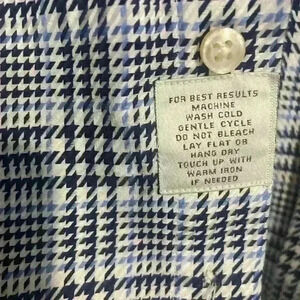 FOR BEST RESULTS
MACHINE
WASH COLD
GENTLE CYCLE
DO NOT BLEACH
LAY FLAT OR
HANG DRY
TOUCH UP WITH
WARM IRON
IF NEEDED